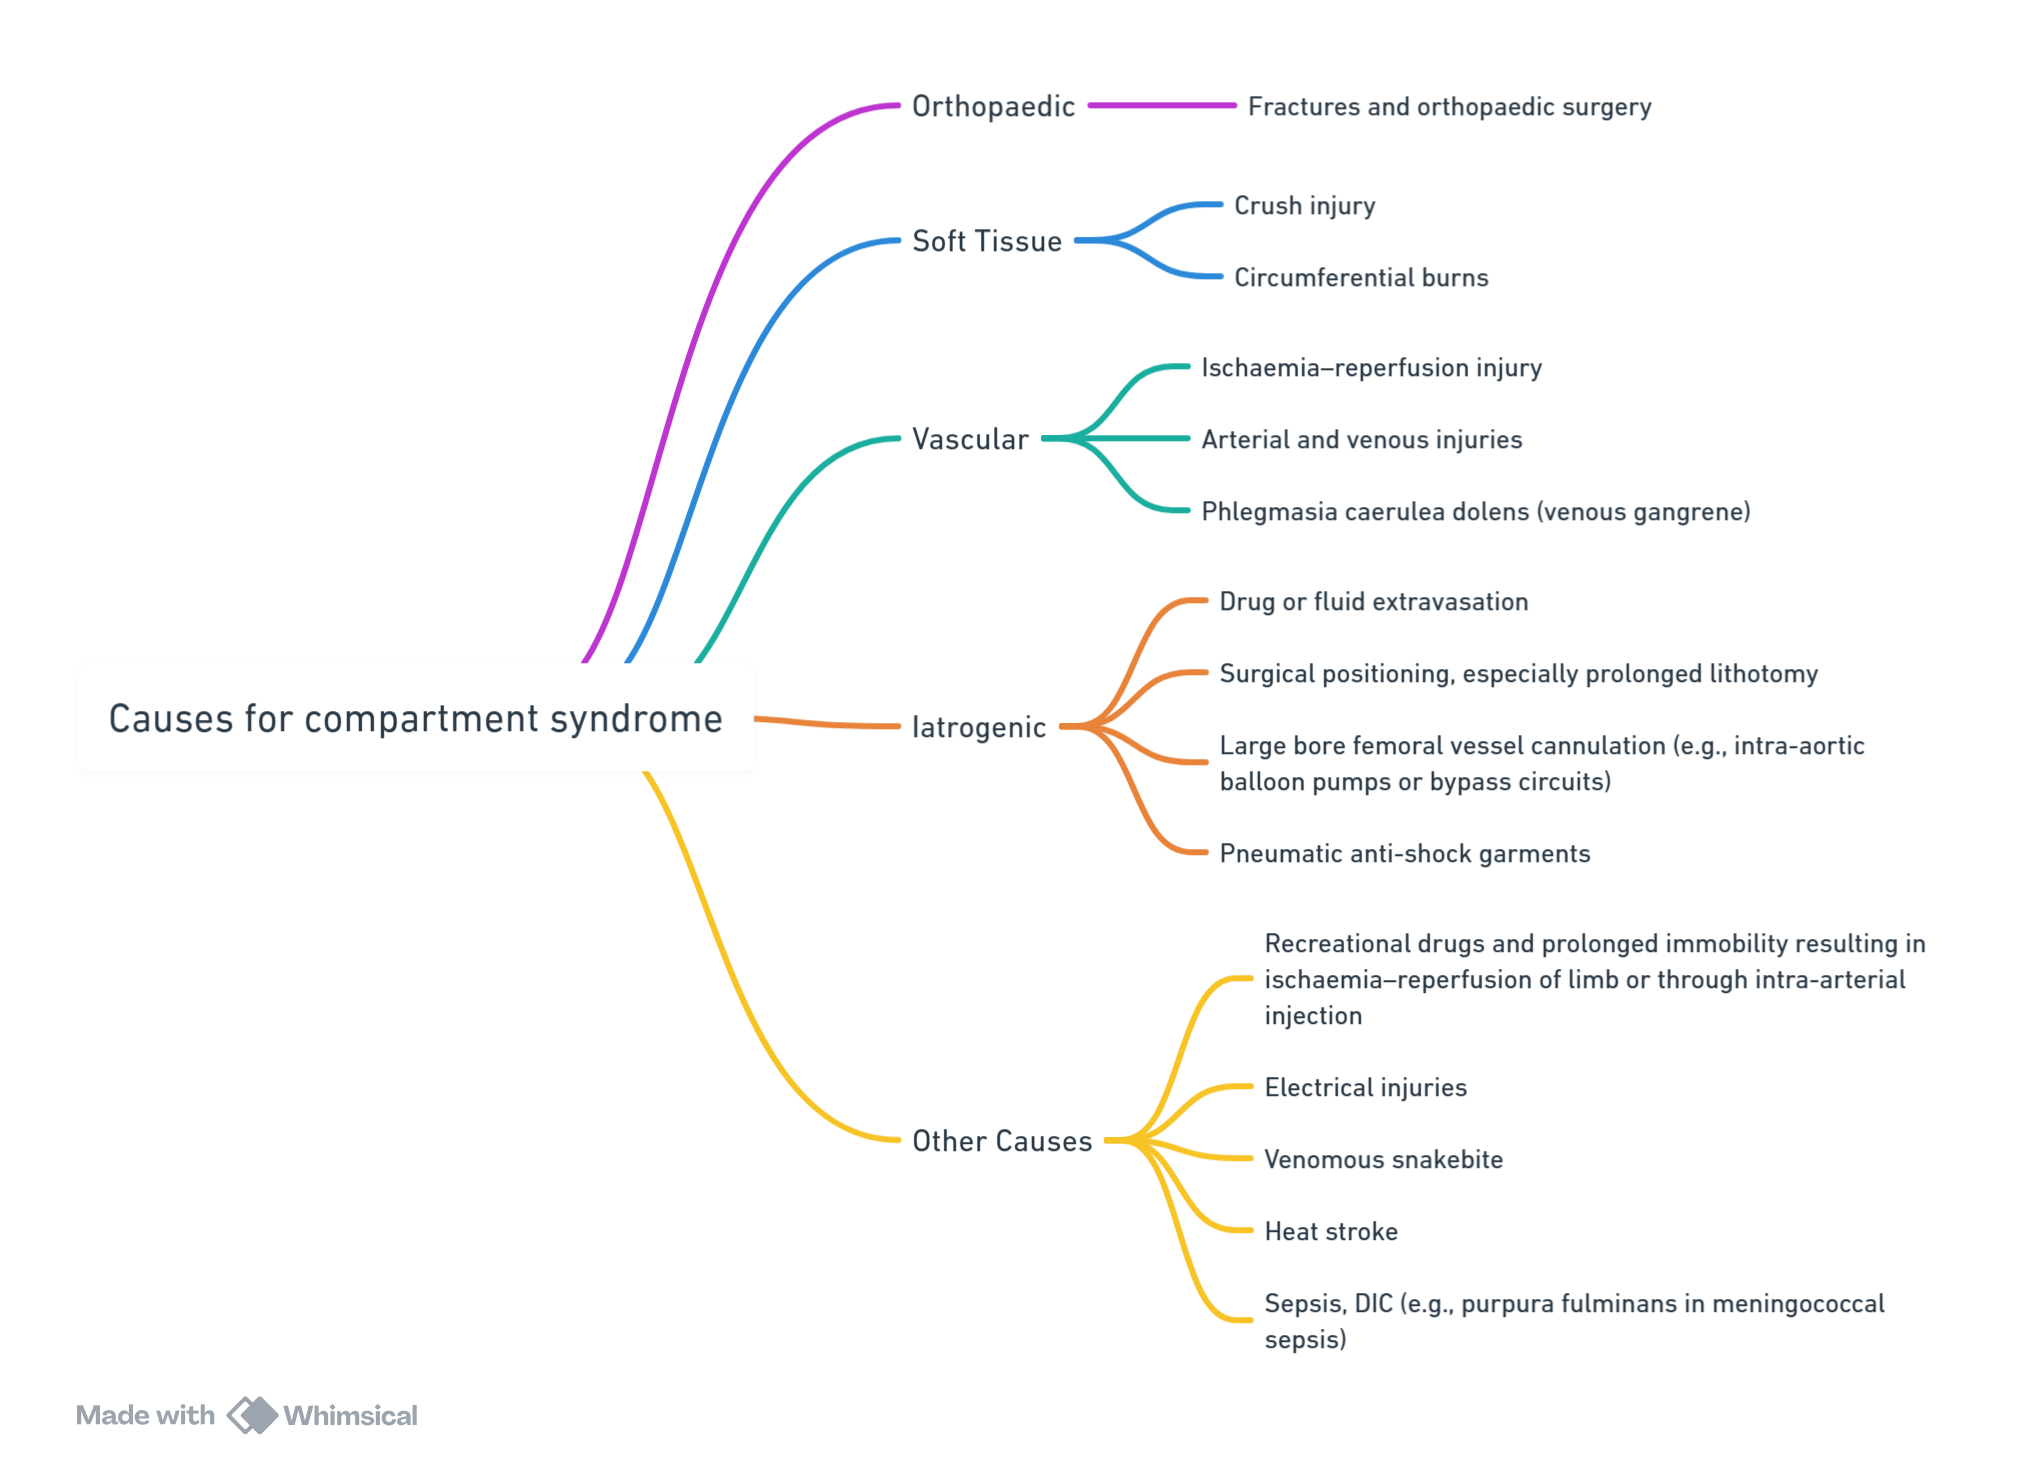 Orthopaedic
Fractures and orthopaedic surgery
Soft Tissue
Crush injury
Circumferential burns
Vascular
Ischaemia–reperfusion injury
Arterial and venous injuries
Phlegmasia caerulea dolens (venous gangrene)
Causes for compartment syndrome
Iatrogenic
Drug or fluid extravasation
Surgical positioning, especially prolonged lithotomy
Large bore femoral vessel cannulation (e.g., intra-aortic
balloon pumps or bypass circuits)
Pneumatic anti-shock garments
Other Causes
Recreational drugs and prolonged immobility resulting in
ischaemia–reperfusion of limb or through intra-arterial
injection
Electrical injuries
Venomous snakebite
Heat stroke
Sepsis, DIC (e.g., purpura fulminans in meningococcal
sepsis)
Made with Whimsical